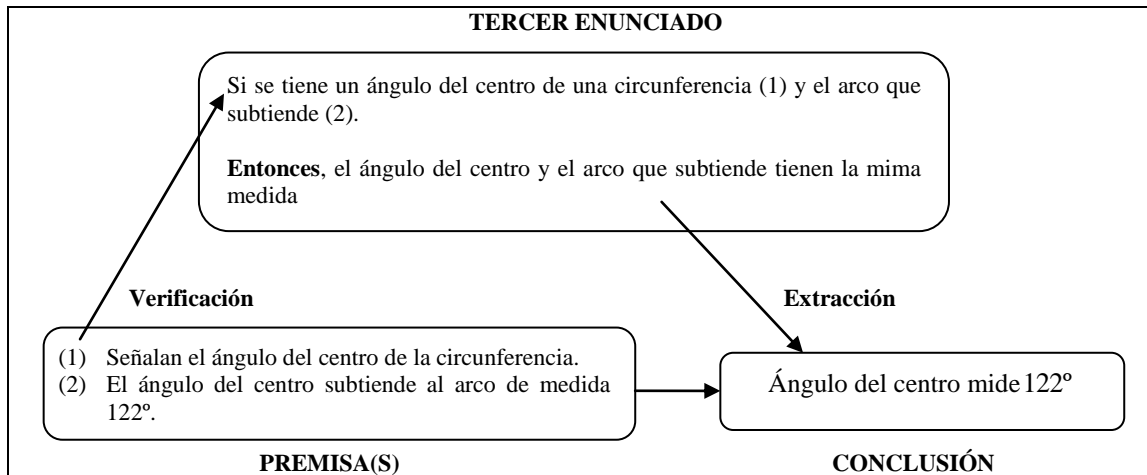 TERCER ENUNCIADO
Si se tiene un ángulo del centro de una circunferencia (1) y el arco que
subtiende (2).
Entonces, el ángulo del centro y el arco que subtiende tienen la mima
medida
Verificación
Extracción
(1) Señalan el ángulo del centro de la circunferencia.
(2) El ángulo del centro subtiende al arco de medida
122º.
Ángulo del centro mide 122º
PREMISA(S)
CONCLUSIÓN